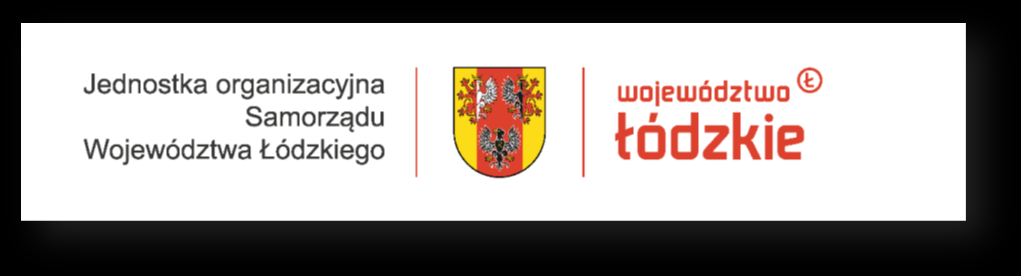 Jednostka organizacyjna
Samorządu
Województwa Łódzkiego
województwo Ł
łódzkie